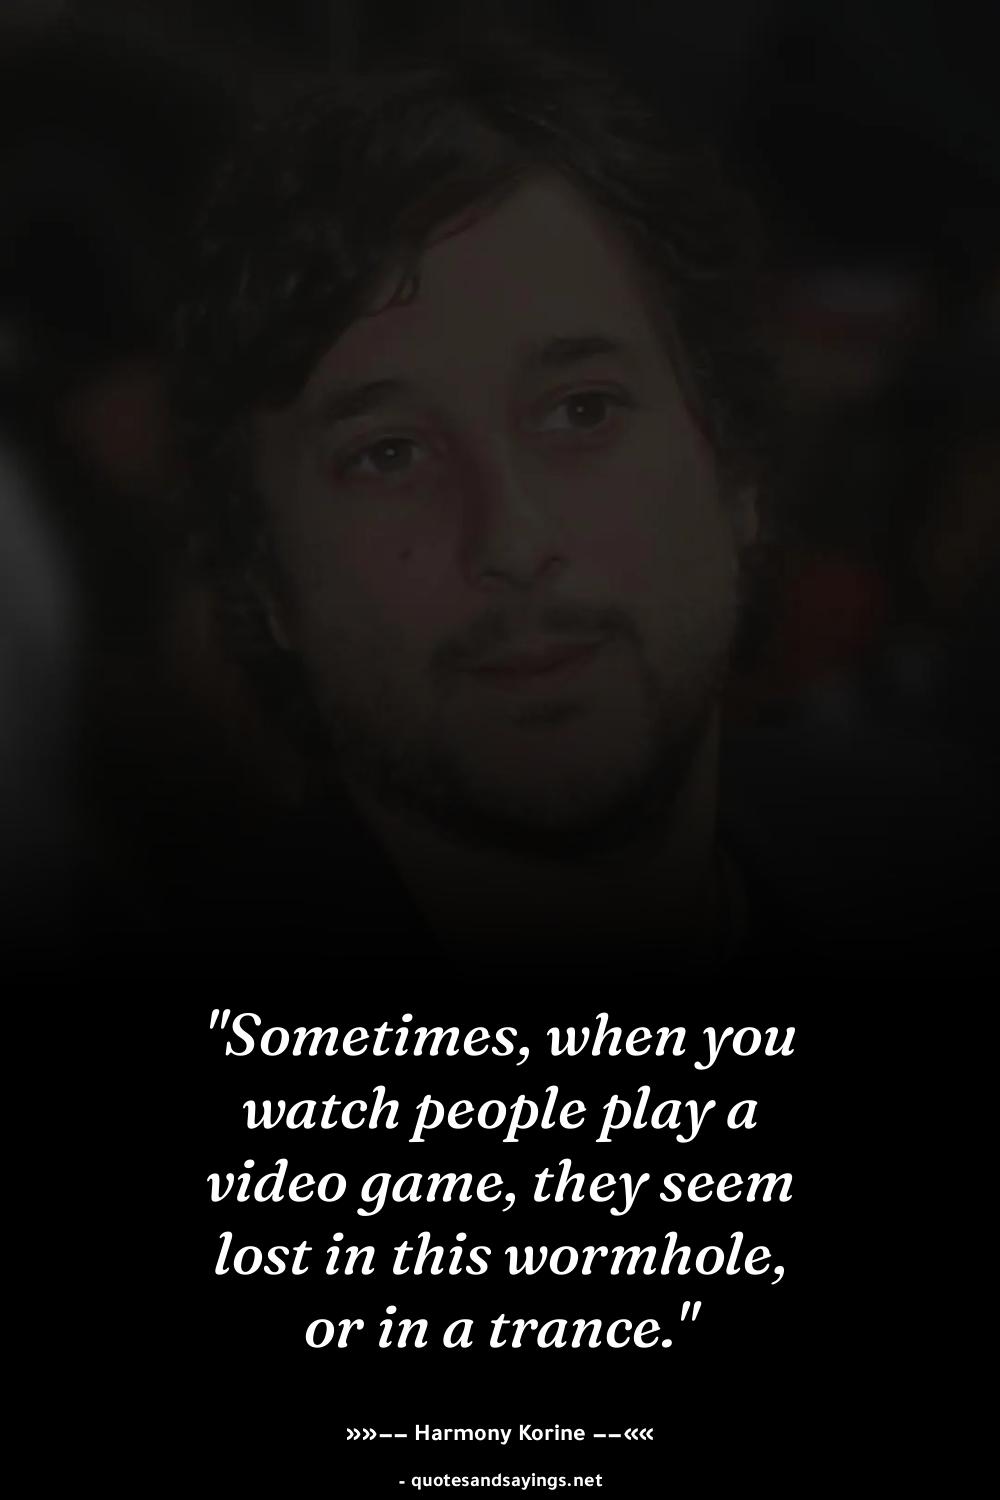 "Sometimes, when you
watch people play a
video game, they seem
lost in this wormhole,
or in a trance."
»»–– Harmony Korine ––««
- quotesandsayings.net